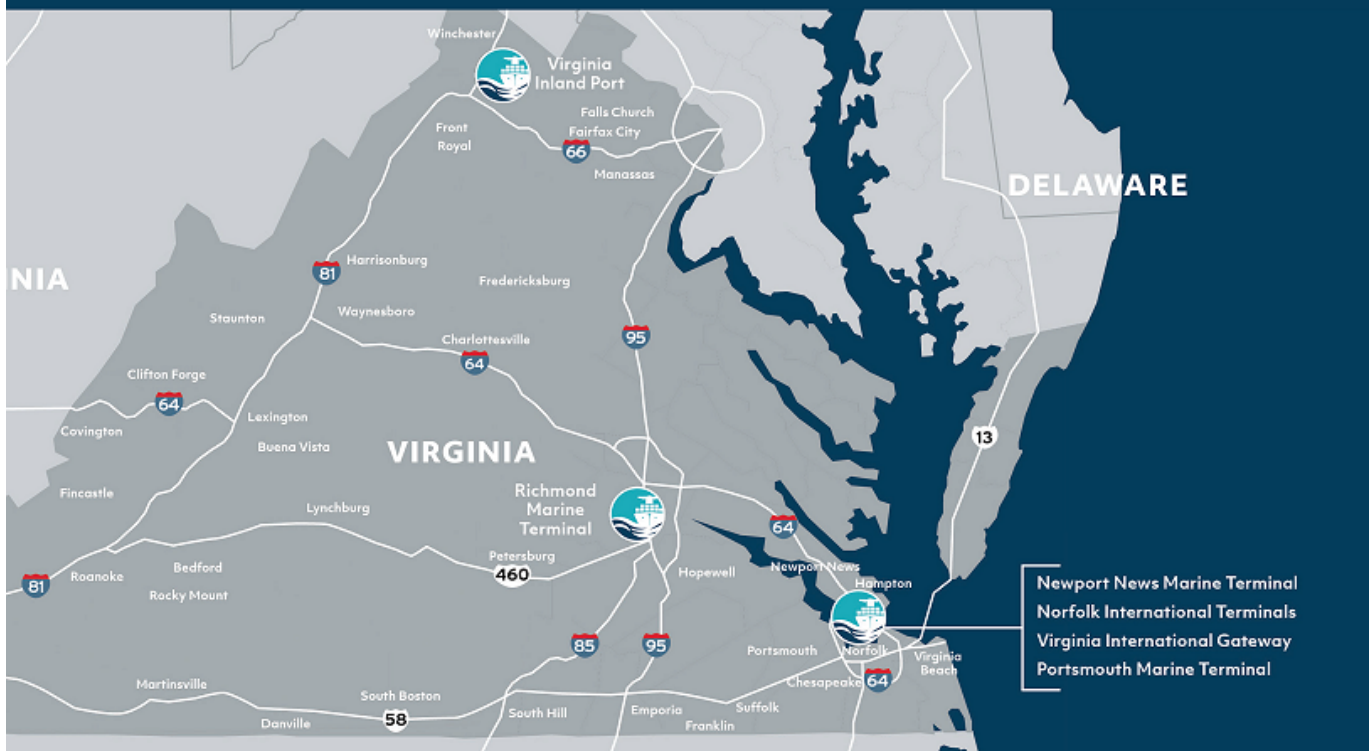 Winchester
Virginia
Inland Port
Falls Church
Fairfax City
Front
Royal
66
Manassas
DELAWARE
NIA
81
Harrisonburg
Fredericksburg
Staunton
Waynesboro
95
Charlottesville
64
Clifton Forge
64
Lexington
Covington
13
Buena Vista
VIRGINIA
Fincastle
Richmond
Marine
Terminal
Lynchburg
64
Petersburg
460
Newport News
Hopewell
Hampton
81
Roanoke
Bedford
Rocky Mount
Newport News Marine Terminal
Norfolk International Terminals
Virginia International Gateway
Portsmouth Marine Terminal
85
95
Portsmouth
Norfolk
Virginia
Beach
Chesapeake
64
Martinsville
South Boston
58
Danville
South Hill
Emporia
Suffolk
Franklin